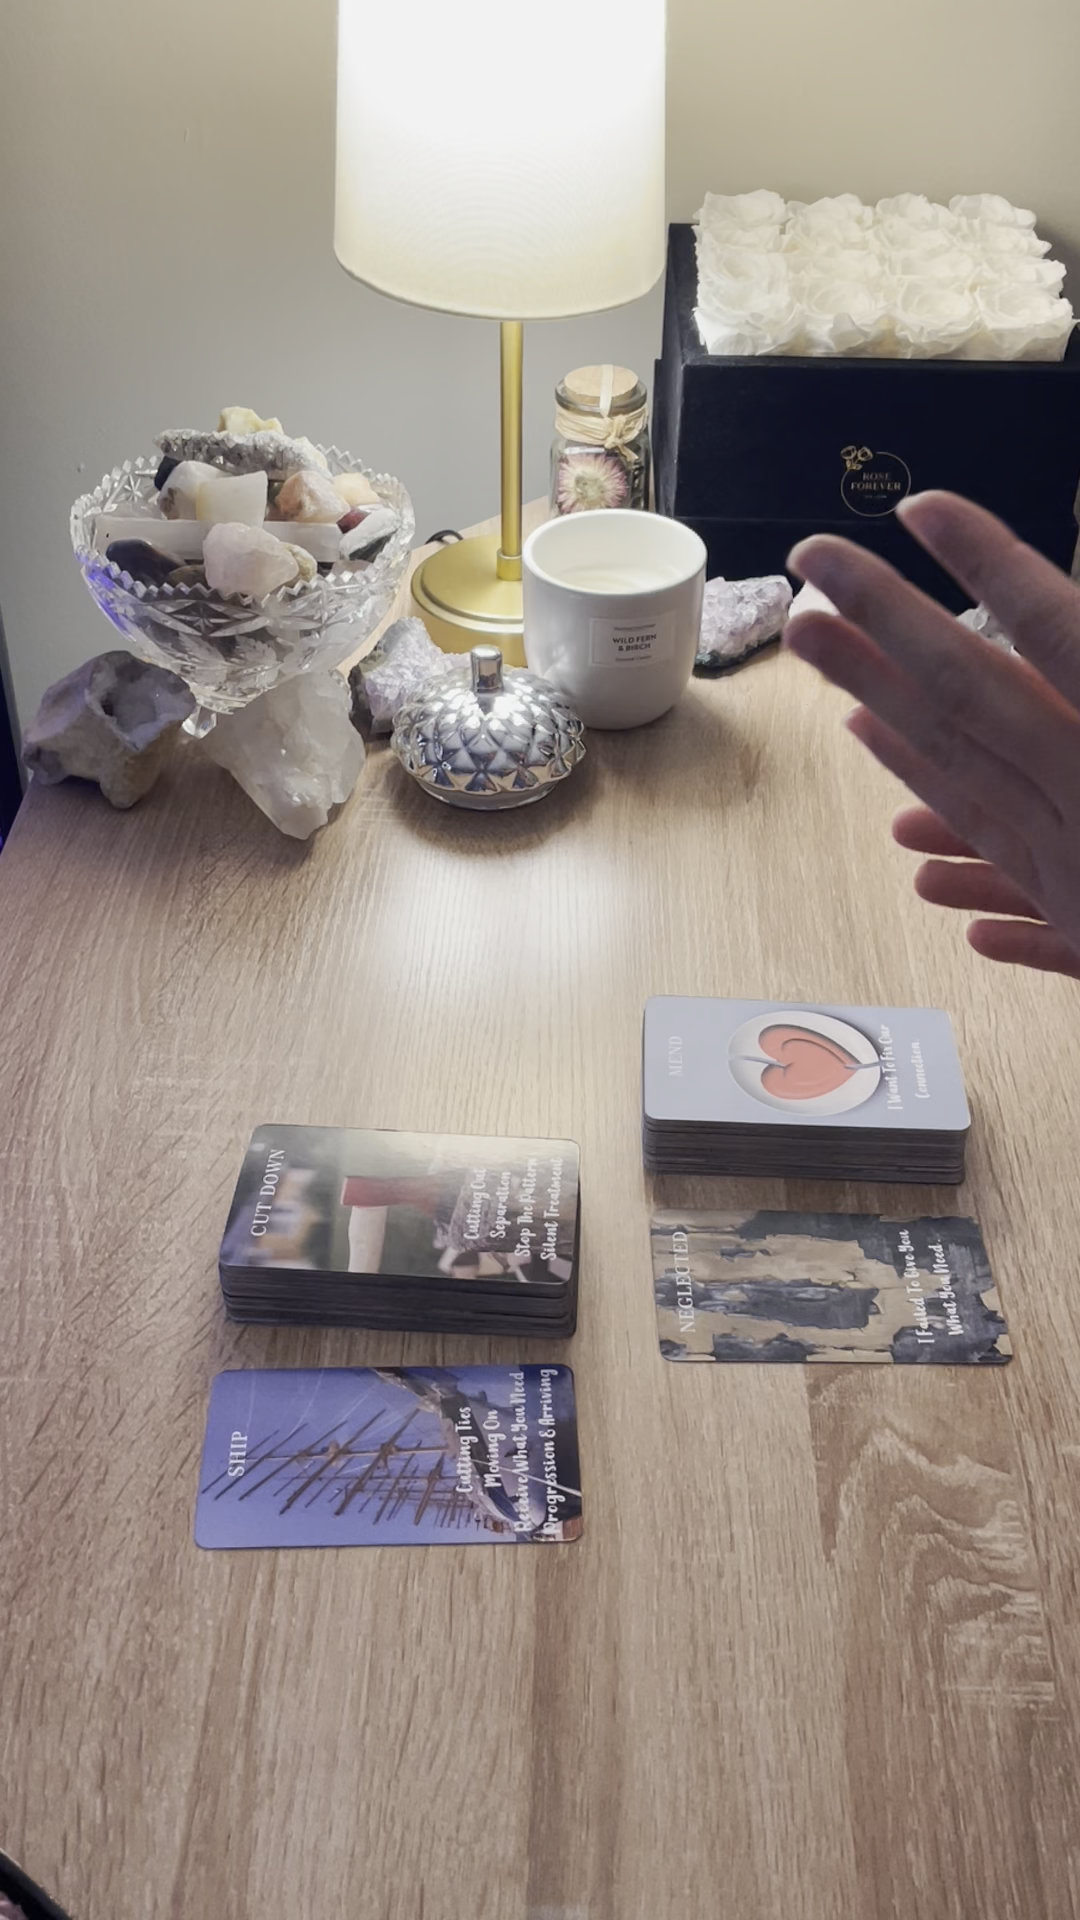 ROSE
FOREVER
WILD FERN
& BIRCH
MEND
I Want To Fix Our
Connection.
CUT DOWN
Cutting Out
Separation
Stop The Pattern
Silent Treatment
NEGLECTED
I Failed To Give You
What You Need.
SHIP
Cutting Ties
Moving On
Receive What You Need
Progression & Arriving